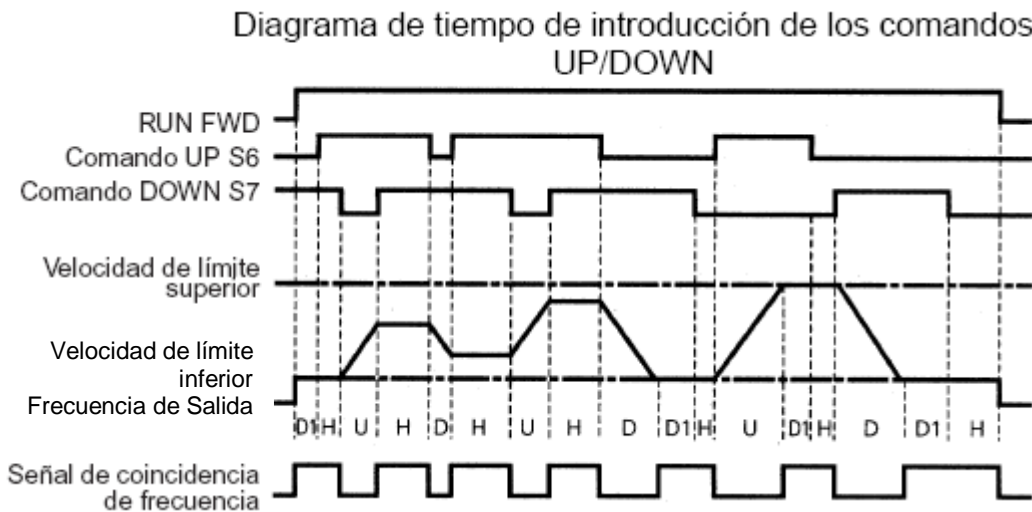 Diagrama de tiempo de introducción de los comandos
UP/DOWN
RUN FWD
Comando UP S6
Comando DOWN S7
Velocidad de límite
superior
Velocidad de límite
inferior
Frecuencia de Salida
D1 H U H D H U H D D1 H U D1 H D D1 H
Señal de coincidencia
de frecuencia